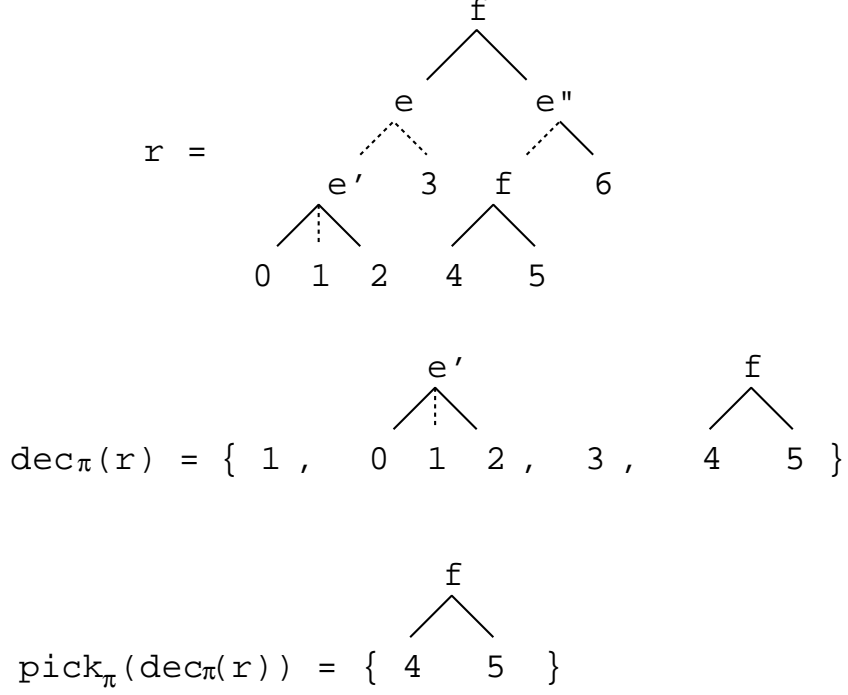 f
e e"
r =
e' 3 f 6
0 1 2 4 5
e' f
decπ(r) = { 1 , 0 1 2 , 3 , 4 5 }
f
pickπ(decπ(r)) = { 4 5 }